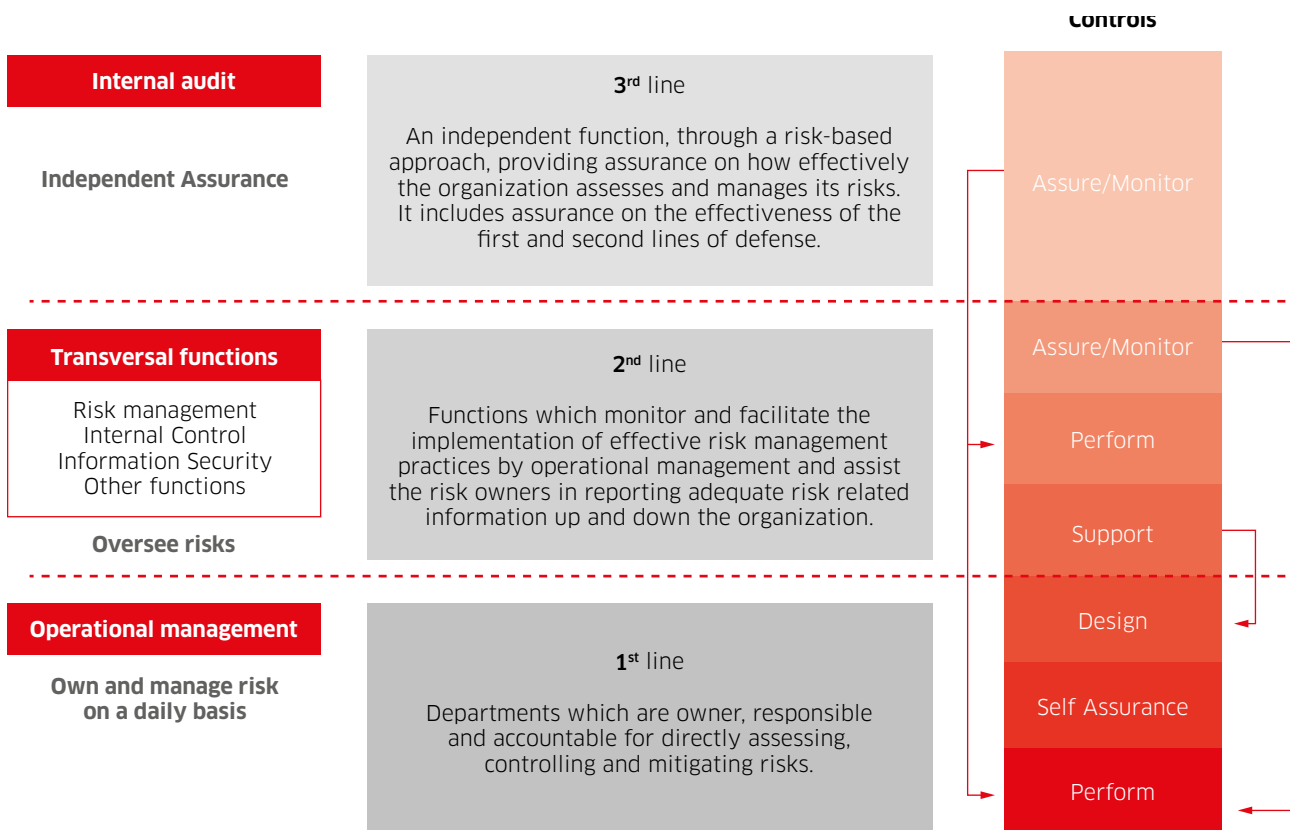 Controls
Internal audit
Independent Assurance
3rd line
An independent function, through a risk-based
approach, providing assurance on how effectively
the organization assesses and manages its risks.
It includes assurance on the effectiveness of the
first and second lines of defense.
Assure/Monitor
Transversal functions
Risk management
Internal Control
Information Security
Other functions
Oversee risks
2nd line
Functions which monitor and facilitate the
implementation of effective risk management
practices by operational management and assist
the risk owners in reporting adequate risk related
information up and down the organization.
Assure/Monitor
Perform
Support
Operational management
Own and manage risk
on a daily basis
1st line
Departments which are owner, responsible
and accountable for directly assessing,
controlling and mitigating risks.
Design
Self Assurance
Perform